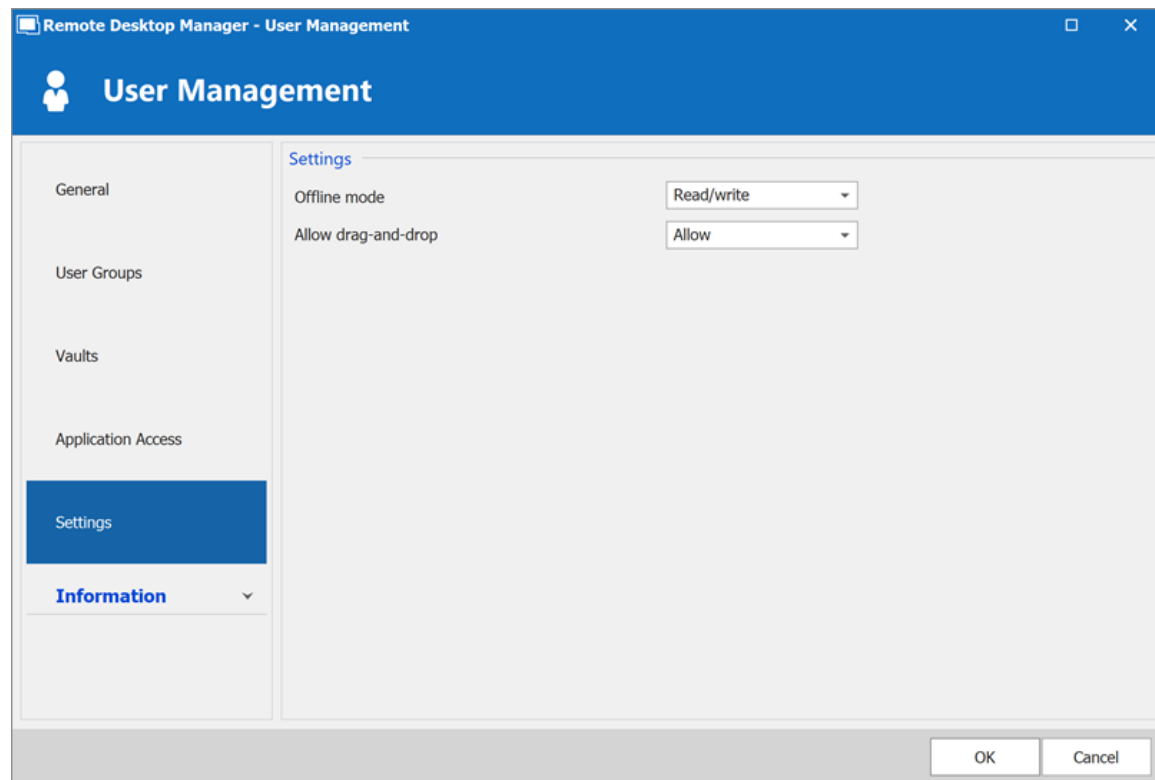 Remote Desktop Manager - User Management
User Management
General
User Groups
Vaults
Application Access
Settings
Information
Settings
Offline mode Read/write
Allow drag-and-drop Allow
OK Cancel